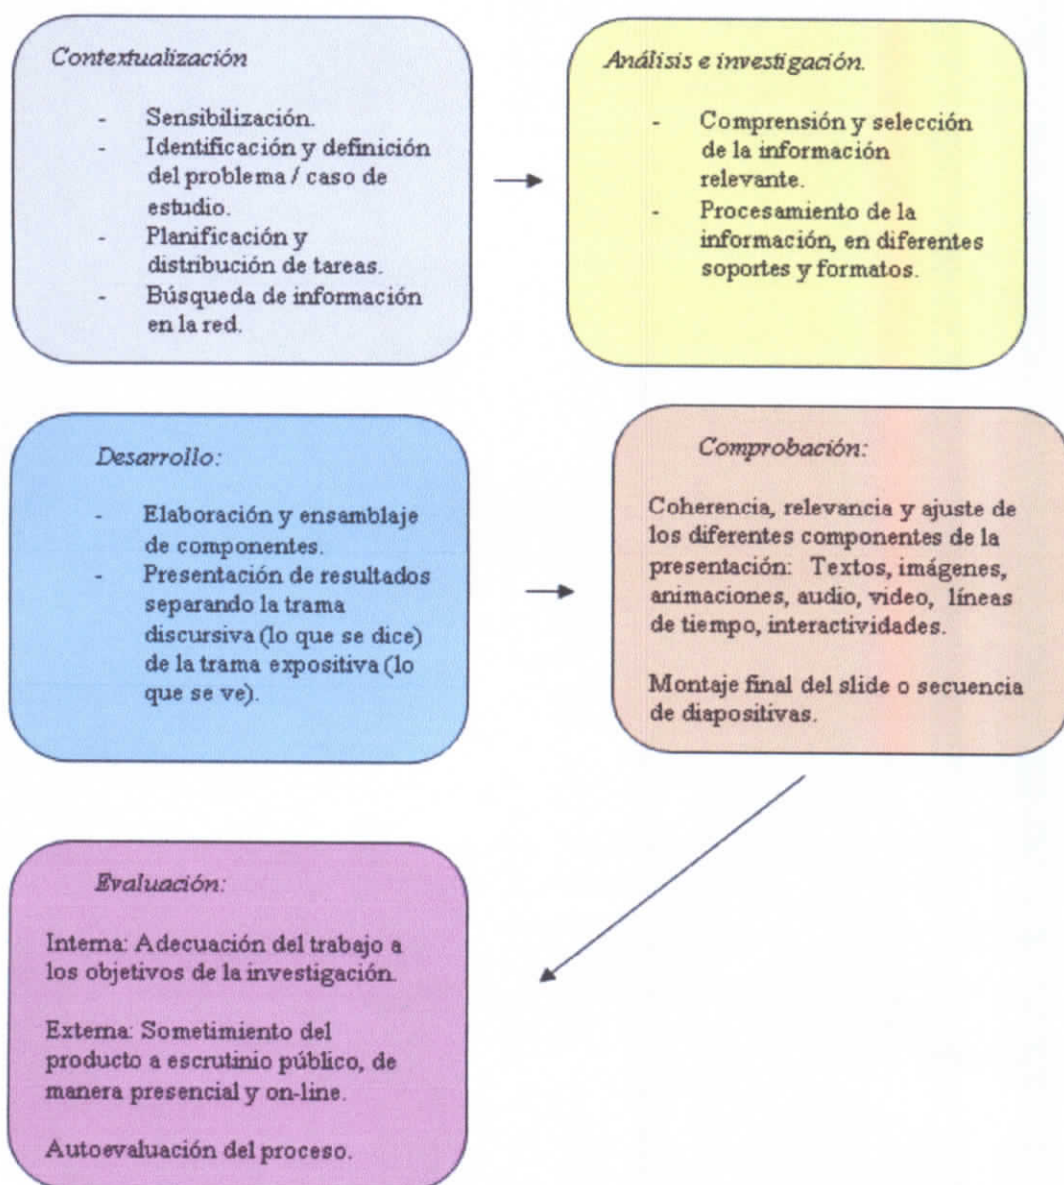 Contextualización
- Sensibilización.
- Identificación y definición
del problema / caso de
estudio.
- Planificación y
distribución de tareas.
- Búsqueda de información
en la red.
Análisis e investigación.
- Comprensión y selección
de la información
relevante.
- Procesamiento de la
información, en diferentes
soportes y formatos.
Desarrollo:
- Elaboración y ensamblaje
de componentes.
- Presentación de resultados
separando la trama
discursiva (lo que se dice)
de la trama expositiva (lo
que se ve).
Comprobación:
Coherencia, relevancia y ajuste de
los diferentes componentes de la
presentación: Textos, imágenes,
animaciones, audio, video, líneas
de tiempo, interactividades.
Montaje final del slide o secuencia
de diapositivas.
Evaluación:
Interna: Adecuación del trabajo a
los objetivos de la investigación.
Externa: Sometimiento del
producto a escrutinio público, de
manera presencial y on-line.
Autoevaluación del proceso.